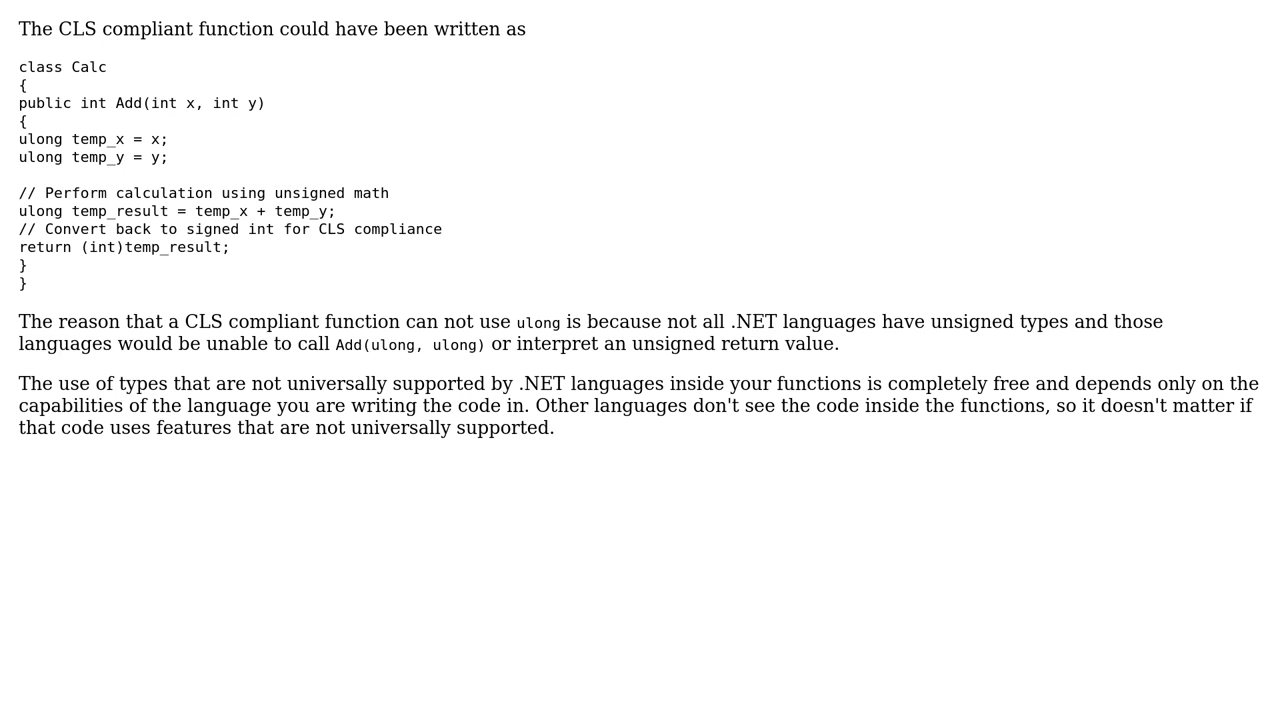 The CLS compliant function could have been written as
class Calc
{
public int Add(int x, int y)
{
ulong temp_x = x;
ulong temp_y = y;
// Perform calculation using unsigned math
ulong temp_result = temp_x + temp_y;
// Convert back to signed int for CLS compliance
return (int)temp_result;
}
}
The reason that a CLS compliant function can not use ulong is because not all .NET languages have unsigned types and those
languages would be unable to call Add(ulong, ulong) or interpret an unsigned return value.
The use of types that are not universally supported by .NET languages inside your functions is completely free and depends only on the
capabilities of the language you are writing the code in. Other languages don't see the code inside the functions, so it doesn't matter if
that code uses features that are not universally supported.